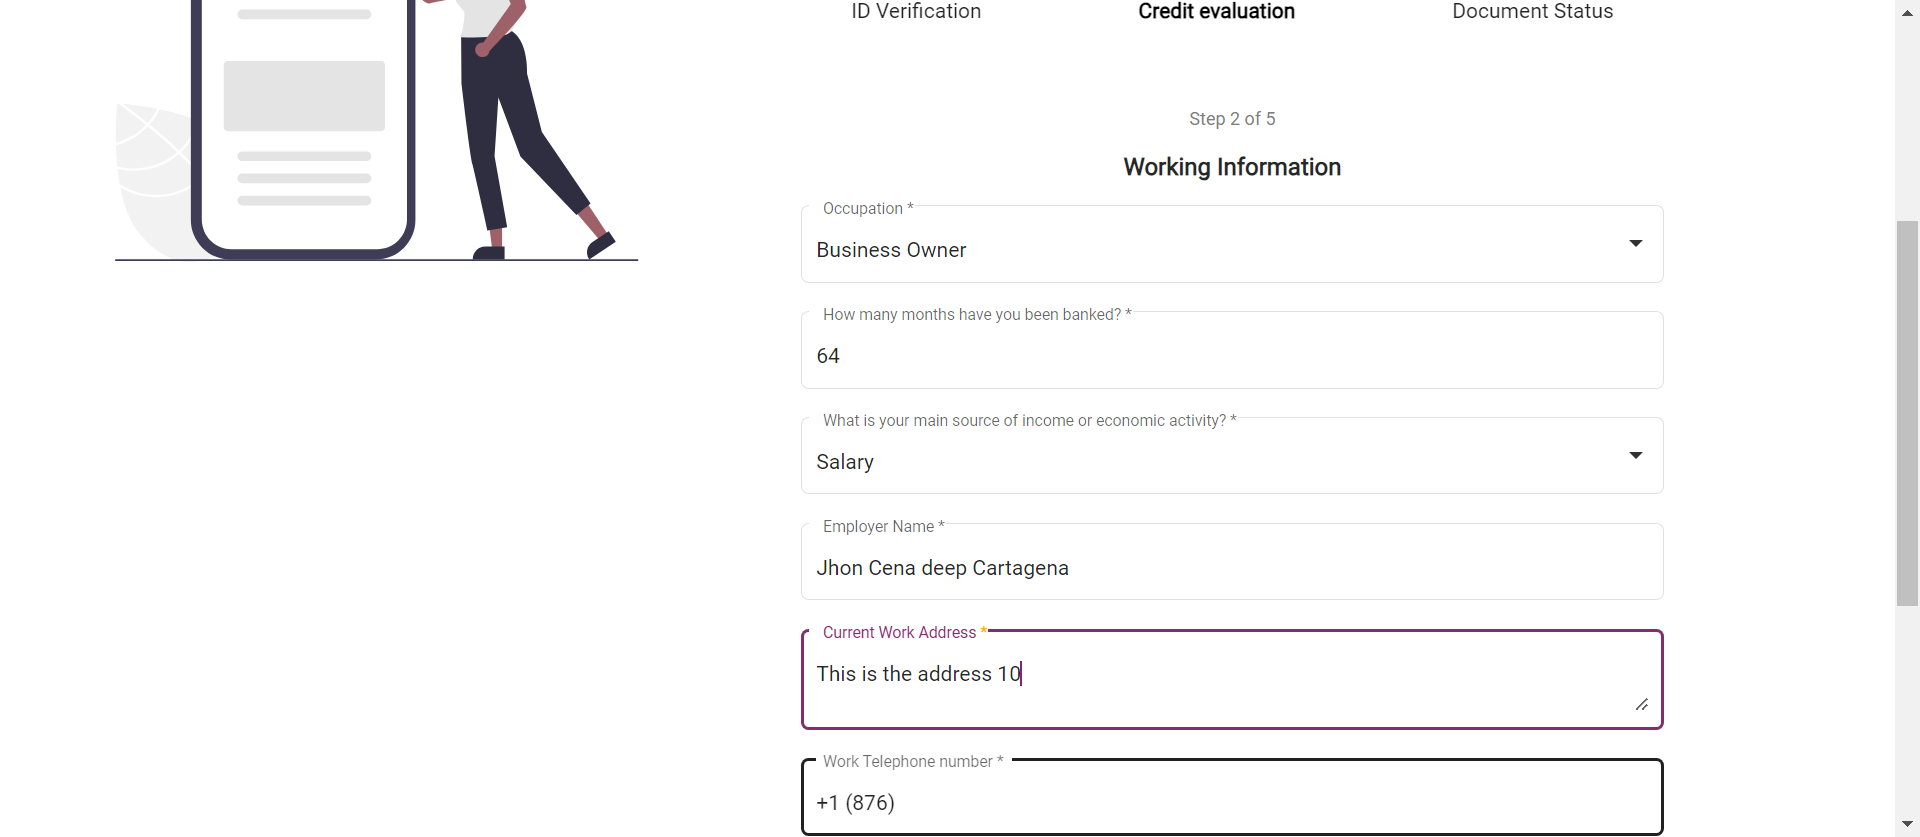 ID Verification
Credit evaluation
Document Status
Step 2 of 5
Working Information
Occupation *
Business Owner
How many months have you been banked? *
64
What is your main source of income or economic activity? *
Salary
Employer Name *
Jhon Cena deep Cartagena
Current Work Address *
This is the address 10
Work Telephone number *
+1 (876)